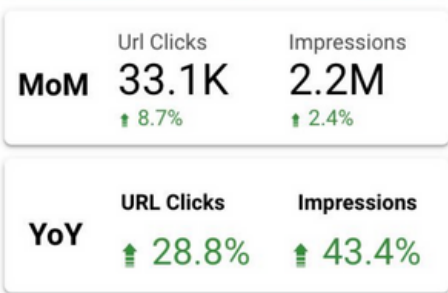 Url Clicks Impressions
MoM 33.1K 2.2M
8.7% 2.4%
URL Clicks Impressions
YoY 28.8% 43.4%